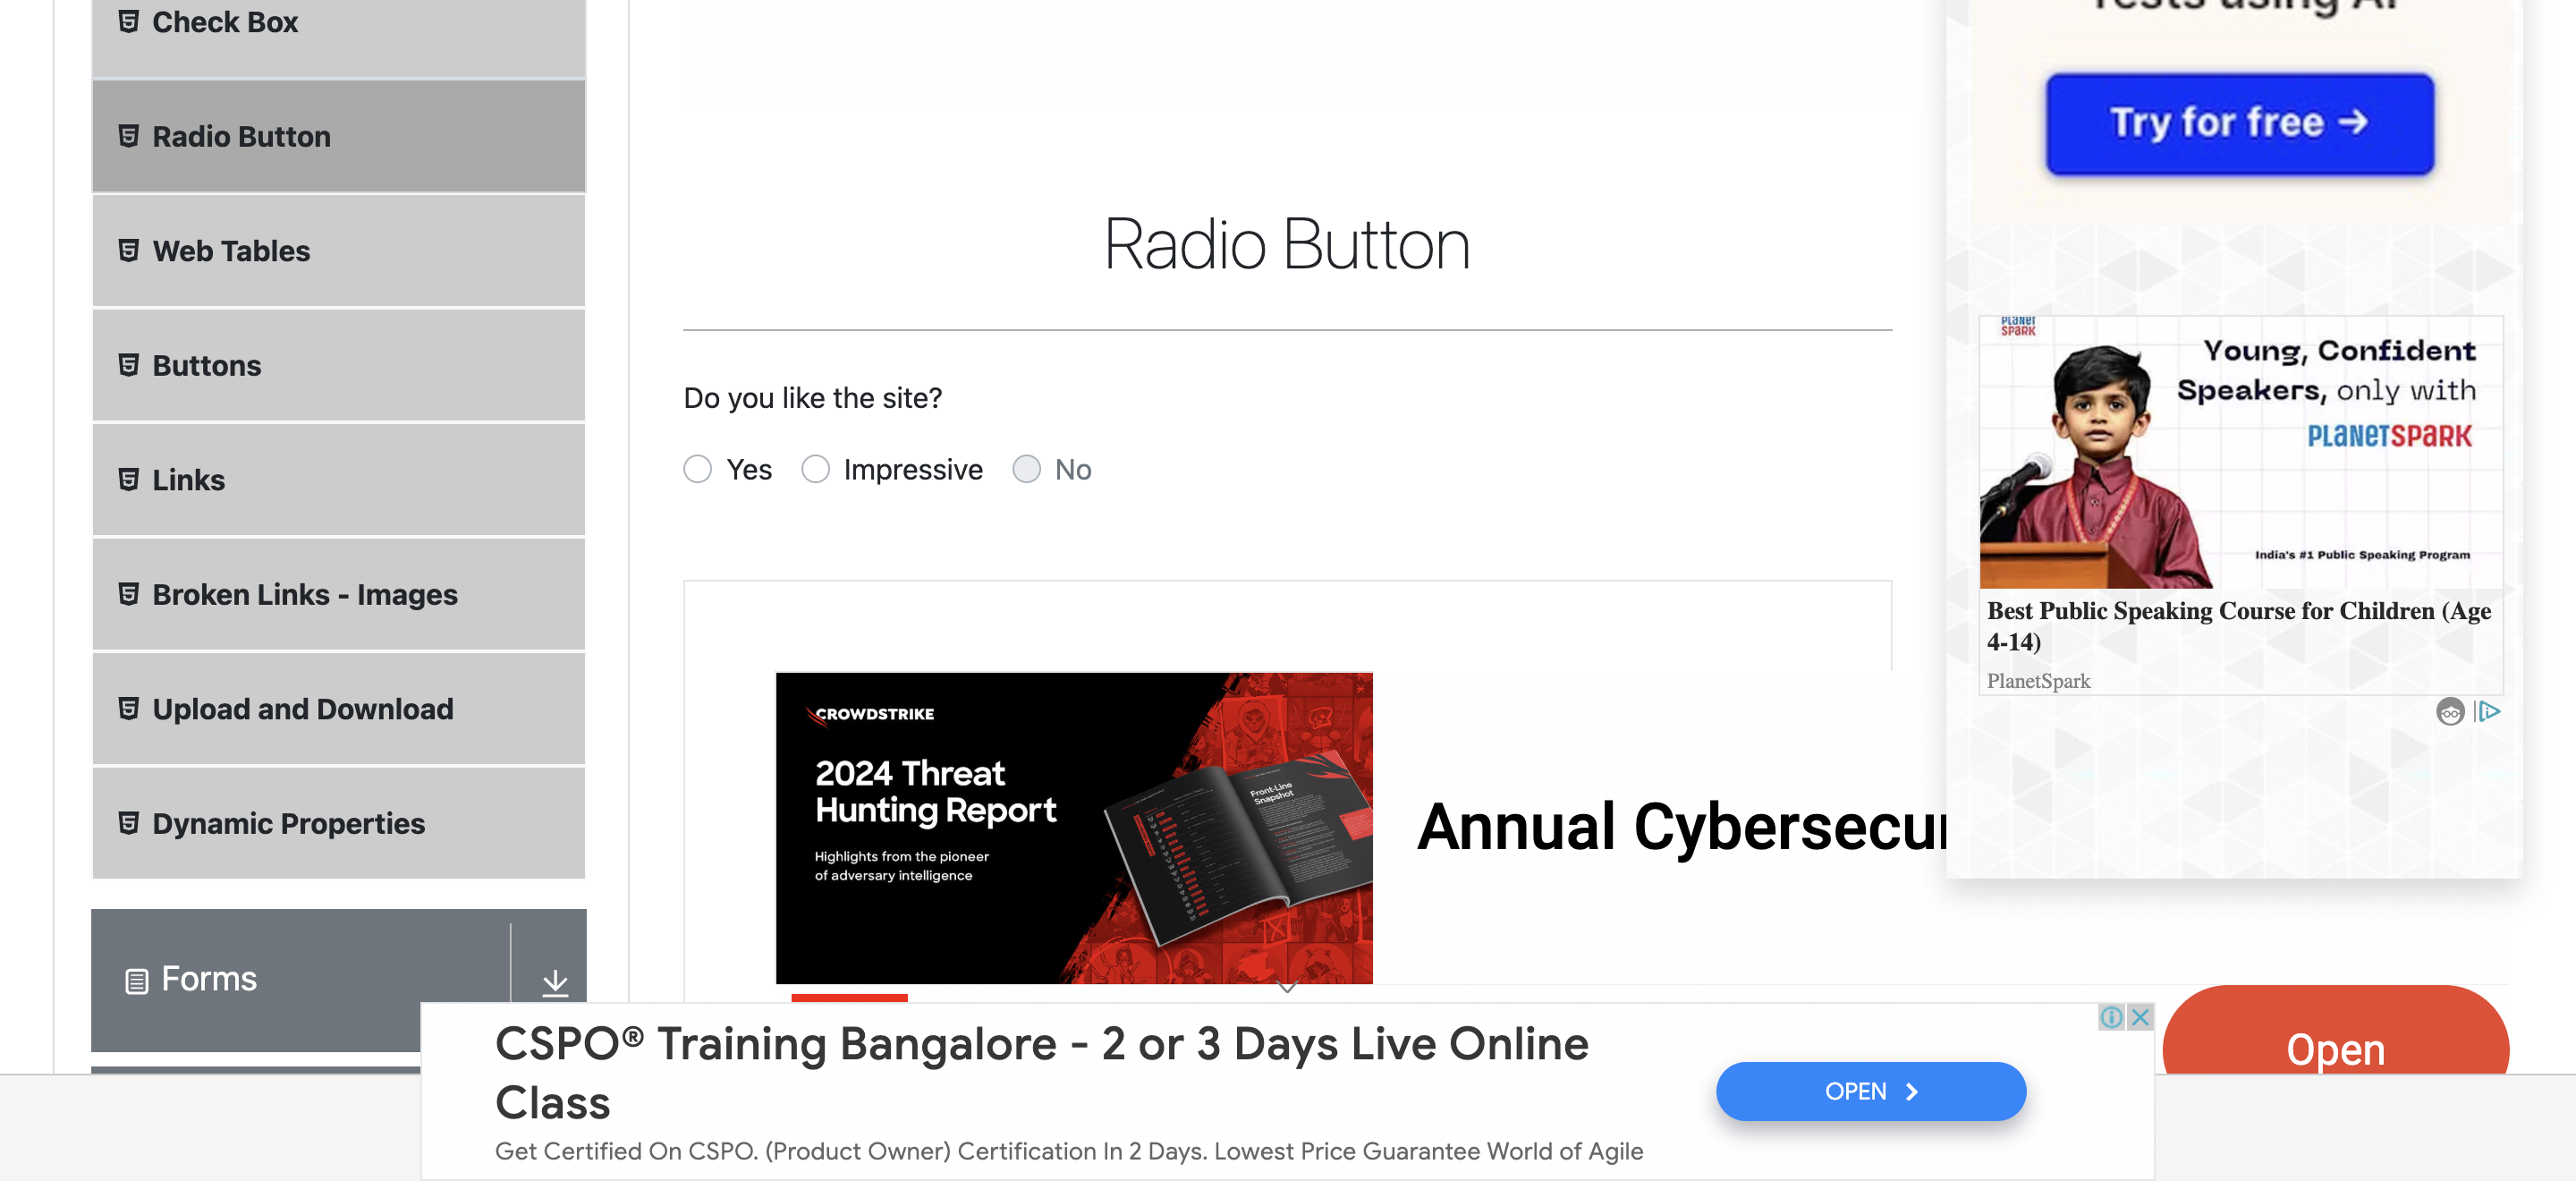 Check Box
Radio Button
Web Tables
Buttons
Links
Broken Links - Images
Upload and Download
Dynamic Properties
Forms
Radio Button
Do you like the site?
Yes
Impressive
No
CROWDSTRIKE
2024 Threat
Hunting Report
Highlights from the pioneer
of adversary intelligence
Front-Line
Snapshot
Annual Cybersecu
Tests using AI
Try for free →
PLANET
SPARK
Young, Confident
Speakers, only with
PLANETSPARK
India's #1 Public Speaking Program
Best Public Speaking Course for Children (Age
4-14)
PlanetSpark
Open
CSPO® Training Bangalore - 2 or 3 Days Live Online
Class
Get Certified On CSPO. (Product Owner) Certification In 2 Days. Lowest Price Guarantee World of Agile
OPEN